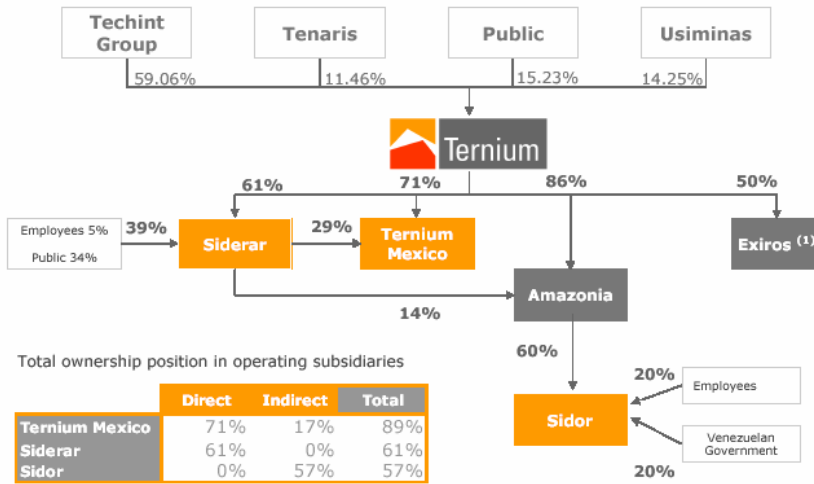 Techint
Group
Tenaris
Public
Usiminas
59.06%
11.46%
15.23%
14.25%
Ternium
61%
71%
86%
50%
Employees 5%
Public 34%
39%
Siderar
29%
Ternium
Mexico
Exiros (1)
14%
Amazonia
60%
Total ownership position in operating subsidiaries
20%
Employees
Sidor
Venezuelan
Government
20%
Direct Indirect Total
Ternium Mexico 71% 17% 89%
Siderar 61% 0% 61%
Sidor 0% 57% 57%